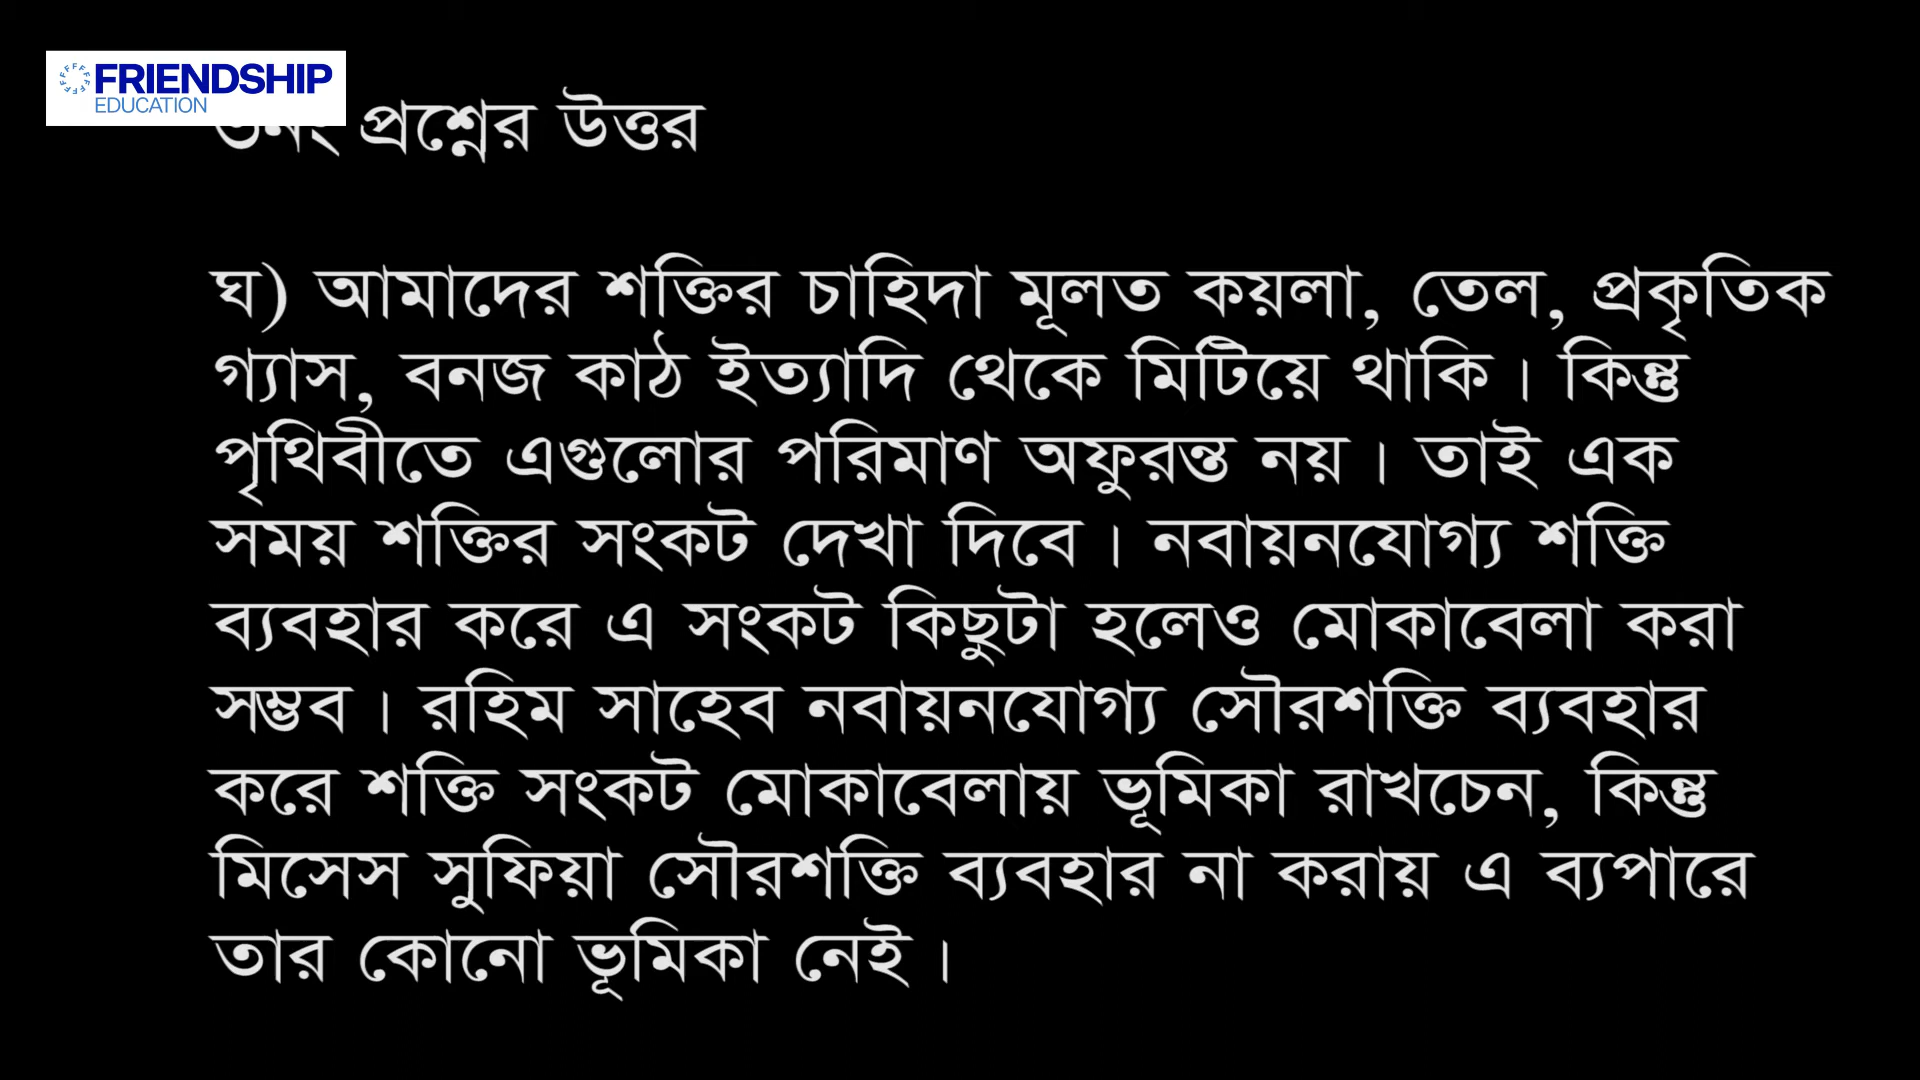 FRIENDSHIP
EDUCATION
প্রশ্নের উত্তর
ঘ) আমাদের শক্তির চাহিদা মূলত কয়লা, তেল, প্রকৃতিক
গ্যাস, বনজ কাঠ ইত্যাদি থেকে মিটিয়ে থাকি। কিন্তু
পৃথিবীতে এগুলোর পরিমাণ অফুরন্ত নয়। তাই এক
সময় শক্তির সংকট দেখা দিবে। নবায়নযোগ্য শক্তি
ব্যবহার করে এ সংকট কিছুটা হলেও মোকাবেলা করা
সম্ভব। রহিম সাহেব নবায়নযোগ্য সৌরশক্তি ব্যবহার
করে শক্তি সংকট মোকাবেলায় ভূমিকা রাখচেন, কিন্তু
মিসেস সুফিয়া সৌরশক্তি ব্যবহার না করায় এ ব্যপারে
তার কোনো ভূমিকা নেই।